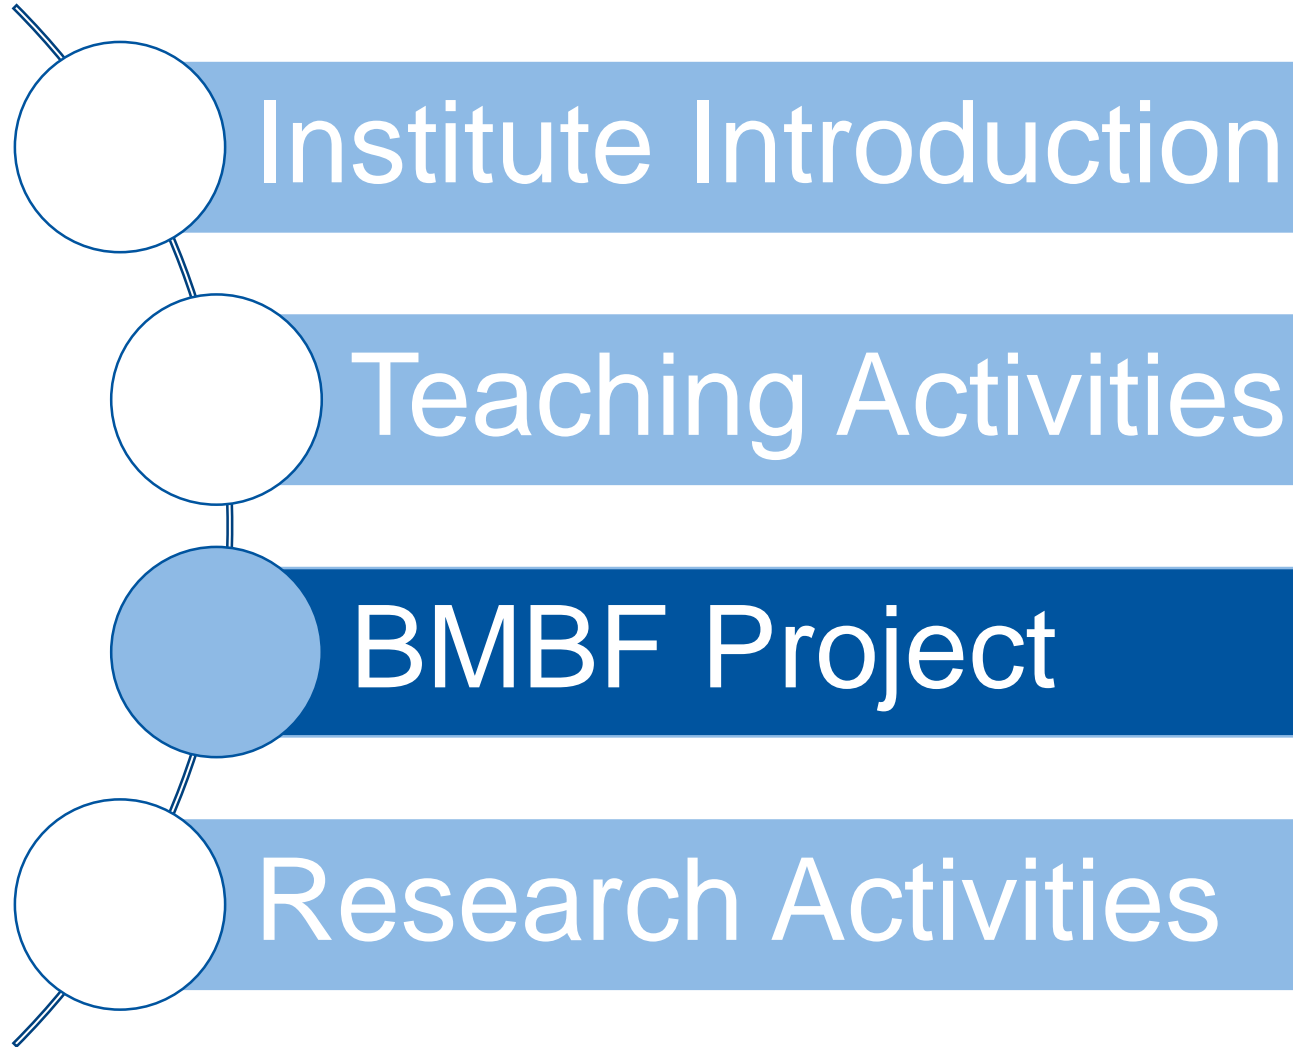 Institute Introduction
Teaching Activities
BMBF Project
Research Activities